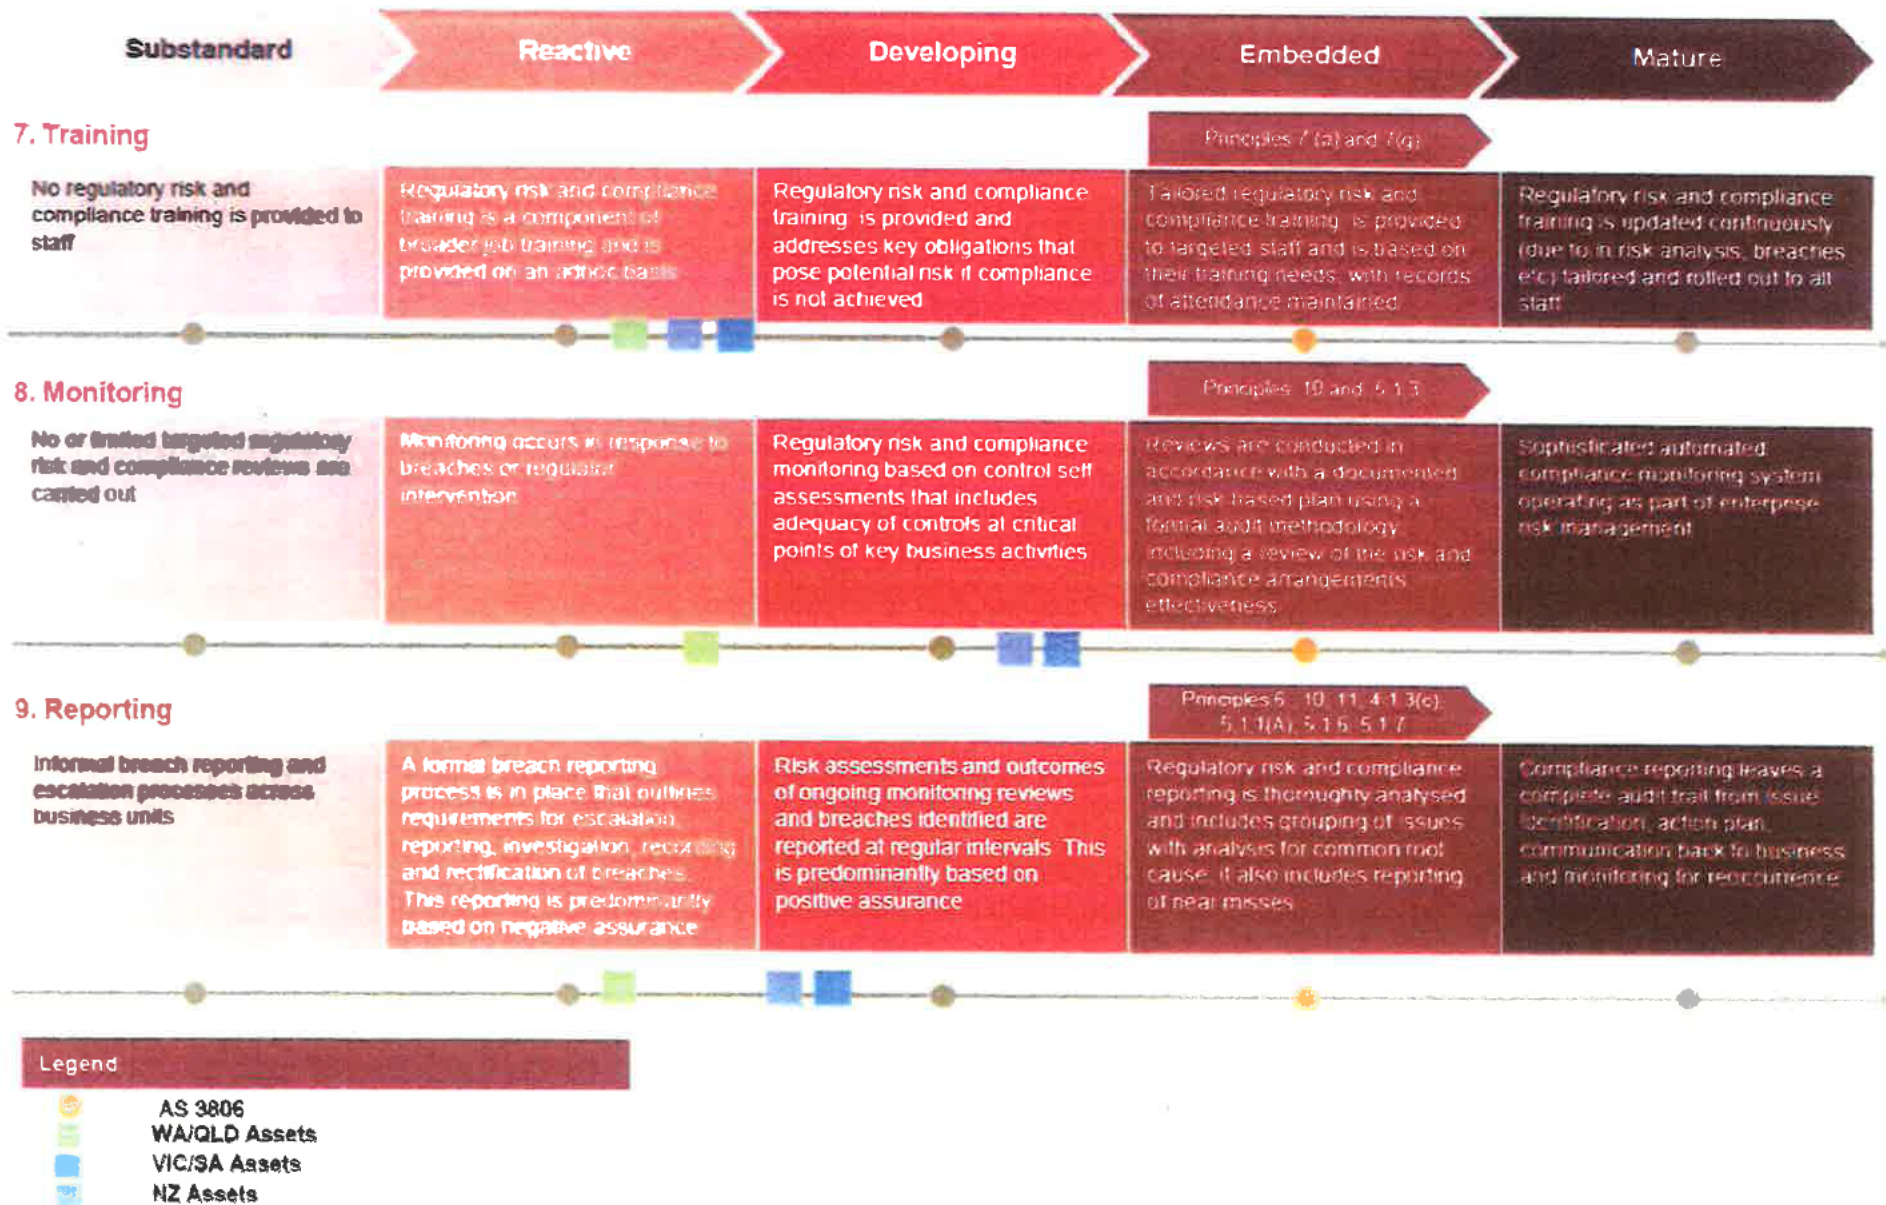 Substandard
Reactive
Developing
Embedded
Mature
7. Training
Principles 7 (a) and 7(g)
No regulatory risk and
compliance training is provided to
staff
Regulatory risk and compliance
training is a component of
broader job training and is
provided on an adhoc basis
Regulatory risk and compliance
training is provided and
addresses key obligations that
pose potential risk if compliance
is not achieved
Tailored regulatory risk and
compliance training is provided
to targeted staff and is based on
their training needs, with records
of attendance maintained
Regulatory risk and compliance
training is updated continuously
(due to in risk analysis, breaches
etc) tailored and rolled out to all
staff
8. Monitoring
Principles 10 and 5.1.3
No or limited targeted regulatory
risk and compliance reviews are
carried out
Monitoring occurs in response to
breaches or regulator
intervention
Regulatory risk and compliance
monitoring based on control self
assessments that includes
adequacy of controls at critical
points of key business activities
Reviews are conducted in
accordance with a documented
and risk based plan using a
formal audit methodology
including a review of the risk and
compliance arrangements
effectiveness
Sophisticated automated
compliance monitoring system
operating as part of enterprise
risk management
9. Reporting
Principles 6, 10, 11, 4.1.3(c),
5.1.1(A), 5.1.6, 5.1.7
Informal breach reporting and
escalation processes across
business units
A formal breach reporting
process is in place that outlines
requirements for escalation,
reporting, investigation, recording
and rectification of breaches.
This reporting is predominantly
based on negative assurance
Risk assessments and outcomes
of ongoing monitoring reviews
and breaches identified are
reported at regular intervals. This
is predominantly based on
positive assurance
Regulatory risk and compliance
reporting is thoroughly analysed
and includes grouping of issues
with analysis for common root
cause, it also includes reporting
of near misses
Compliance reporting leaves a
complete audit trail from issue
identification, action plan,
communication back to business
and monitoring for reoccurrence
Legend
AS 3806
WA/QLD Assets
VIC/SA Assets
NZ Assets